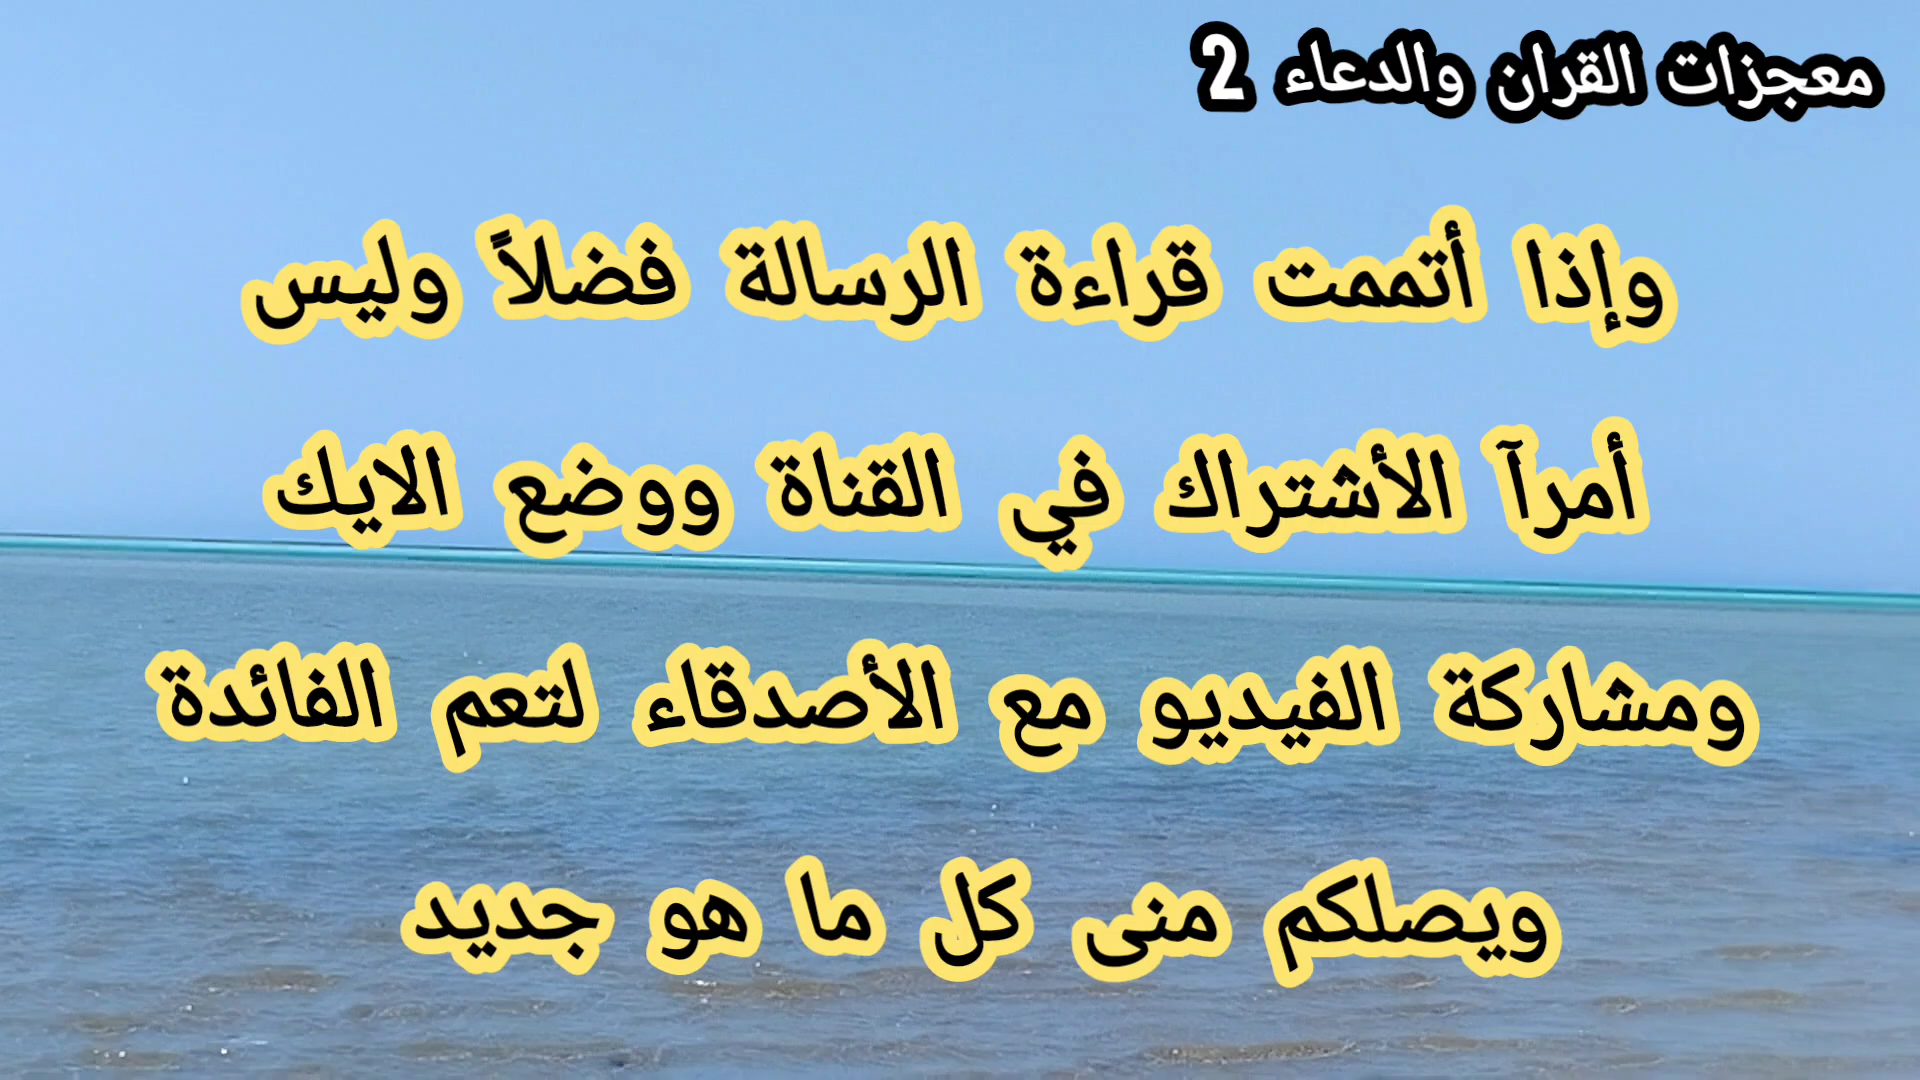 معجزات القران والدعاء 2
وإذا أتممت قراءة الرسالة فضلاً وليس
أمرآ الأشتراك في القناة ووضع الايك
ومشاركة الفيديو مع الأصدقاء لتعم الفائدة
ويصلكم منى كل ما هو جديد